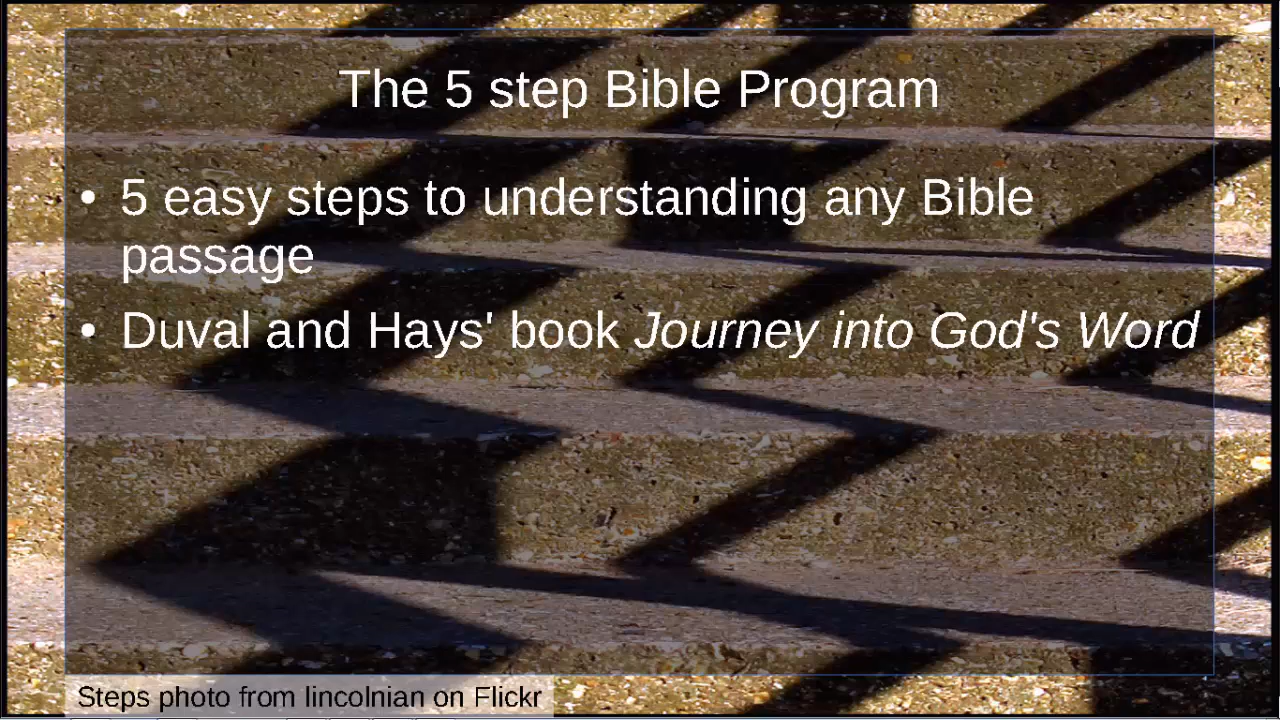 The 5 step Bible Program
• 5 easy steps to understanding any Bible
passage
• Duval and Hays' book Journey into God's Word
Steps photo from lincolnian on Flickr